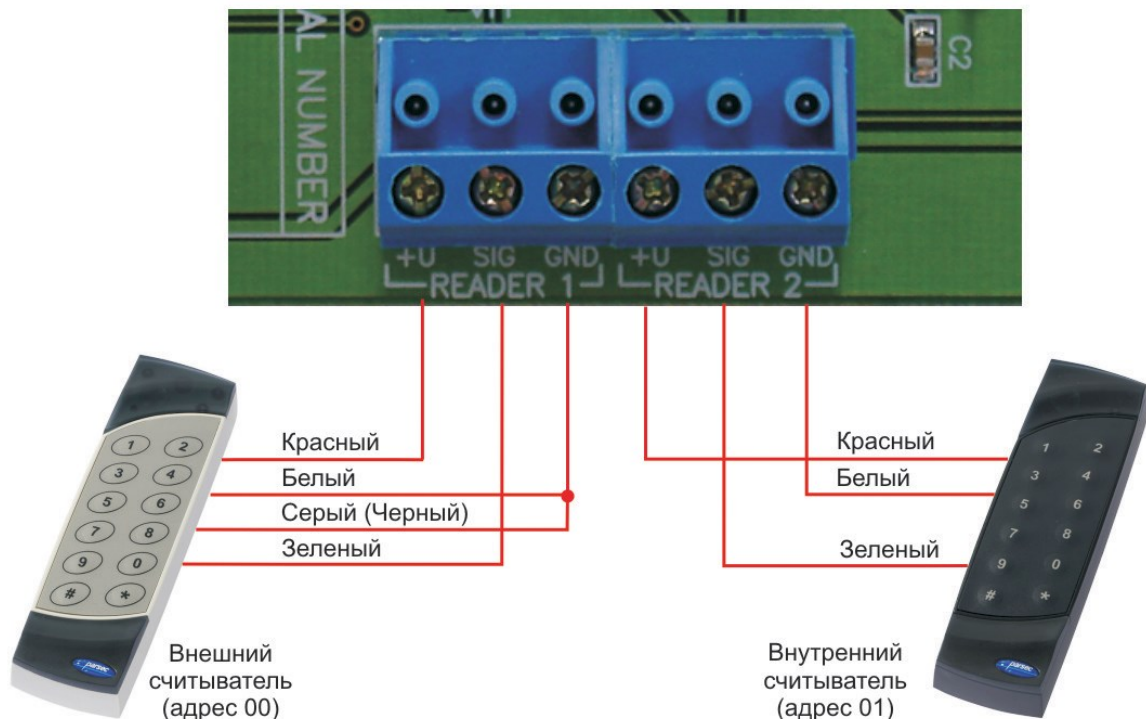 AL NUMBER
C2
+U SIG GND +U SIG GND
READER 1 READER 2
Красный
Белый
Серый (Черный)
Зеленый
Красный
Белый
Зеленый
1 2
3 4
5 6
7 8
9 0
# *
parsec
1 2
3 4
5 6
7 8
9 0
# *
parsec
Внешний
считыватель
(адрес 00)
Внутренний
считыватель
(адрес 01)